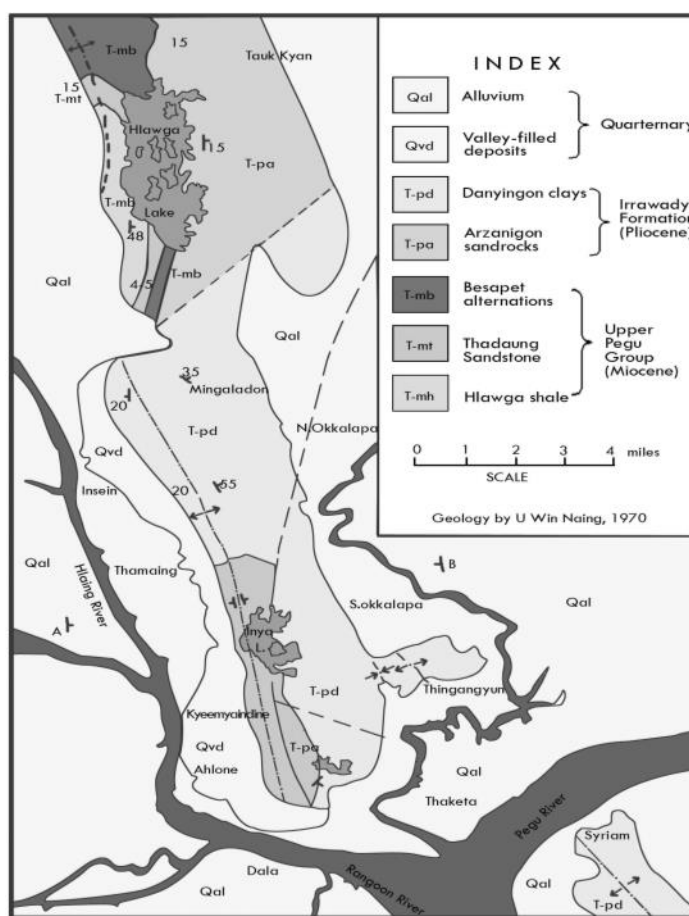 INDEX
Qal Alluvium
Qvd Valley-filled deposits
Quarternary
T-pd Danyingon clays
T-pa Arzanigon sandrocks
Irrawady Formation (Pliocene)
T-mb Besapet alternations
T-mt Thadaung Sandstone
T-mh Hlawga shale
Upper Pegu Group (Miocene)
0 1 2 3 4 miles
SCALE
Geology by U Win Naing, 1970
T-mb
15
Tauk Kyan
15
T-mt
Hlawga
15
T-pa
T-mb
Lake
48
T-mb
Qal
4-5
Qal
35
Mingaladon
20
T-pd
N.Okkalapa
Qvd
Insein
20
55
Thamaing
Qal
Hlaing River
B
S.okkalapa
Qal
A
Inya
L.
Thingangyun
T-pd
Kyeemyaindine
Qvd
T-pa
Ahlone
Qal
Thaketa
Pegu River
Syriam
Dala
Qal
Rangoon River
Qal
T-pd